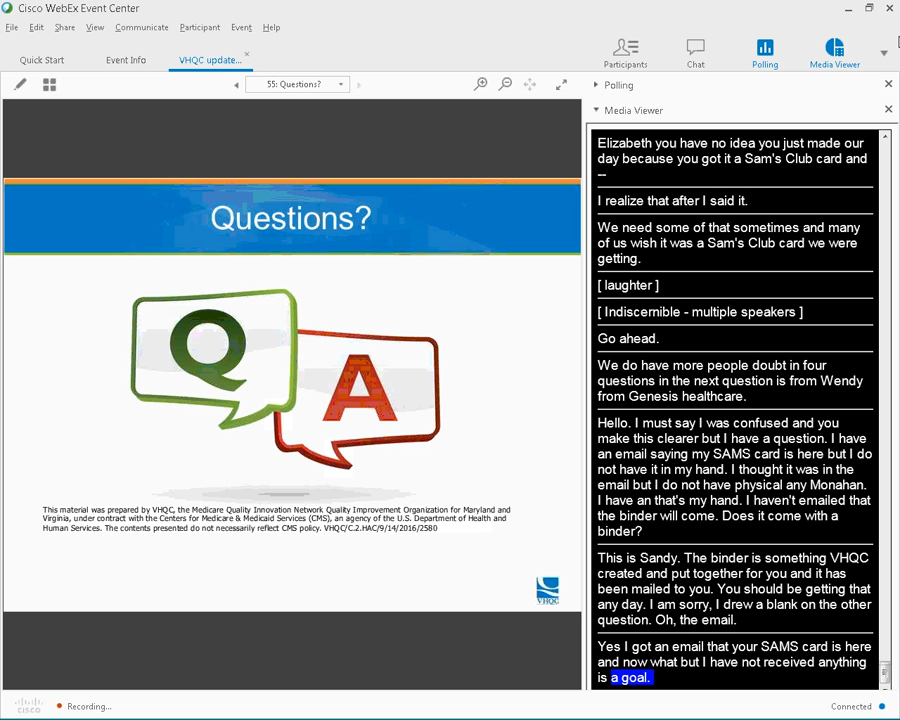 Cisco WebEx Event Center
File Edit Share View Communicate Participant Event Help
Quick Start
Event Info
VHQC update...
Participants
Chat
Polling
Media Viewer
55: Questions?
Polling
Media Viewer
Questions?
Q
A
This material was prepared by VHQC, the Medicare Quality Innovation Network Quality Improvement Organization for Maryland and
Virginia, under contract with the Centers for Medicare & Medicaid Services (CMS), an agency of the U.S. Department of Health and
Human Services. The contents presented do not necessarily reflect CMS policy. VHQC/C.2.HAC/9/14/2016/2580
VHQC
Elizabeth you have no idea you just made our
day because you got it a Sam's Club card and
--
I realize that after I said it.
We need some of that sometimes and many
of us wish it was a Sam's Club card we were
getting.
[ laughter ]
[ Indiscernible - multiple speakers ]
Go ahead.
We do have more people doubt in four
questions in the next question is from Wendy
from Genesis healthcare.
Hello. I must say I was confused and you
make this clearer but I have a question. I have
an email saying my SAMS card is here but I do
not have it in my hand. I thought it was in the
email but I do not have physical any Monahan.
I have an that's my hand. I haven't emailed that
the binder will come. Does it come with a
binder?
This is Sandy. The binder is something VHQC
created and put together for you and it has
been mailed to you. You should be getting that
any day. I am sorry, I drew a blank on the other
question. Oh, the email.
Yes I got an email that your SAMS card is here
and now what but I have not received anything
is a goal.
cisco
Recording...
Connected